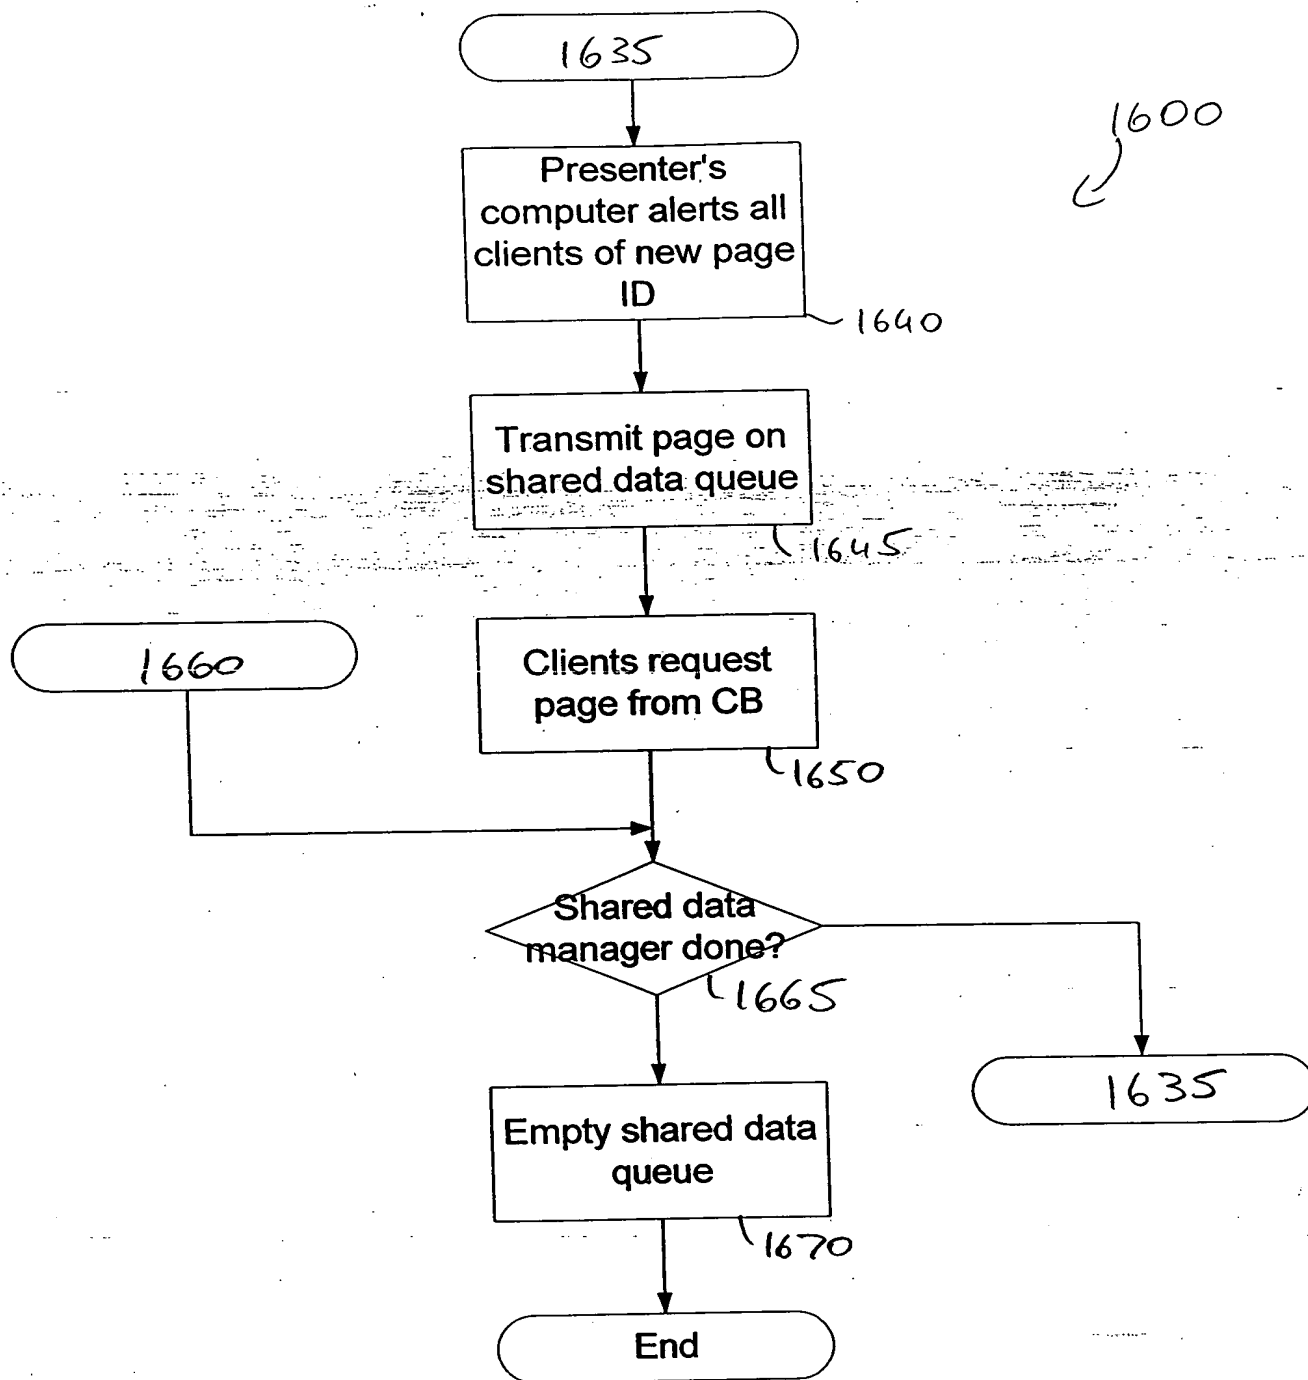 1635
1600
Presenter's
computer alerts all
clients of new page
ID
1640
Transmit page on
shared data queue
1645
1660
Clients request
page from CB
1650
Shared data
manager done?
1665
1635
Empty shared data
queue
1670
End